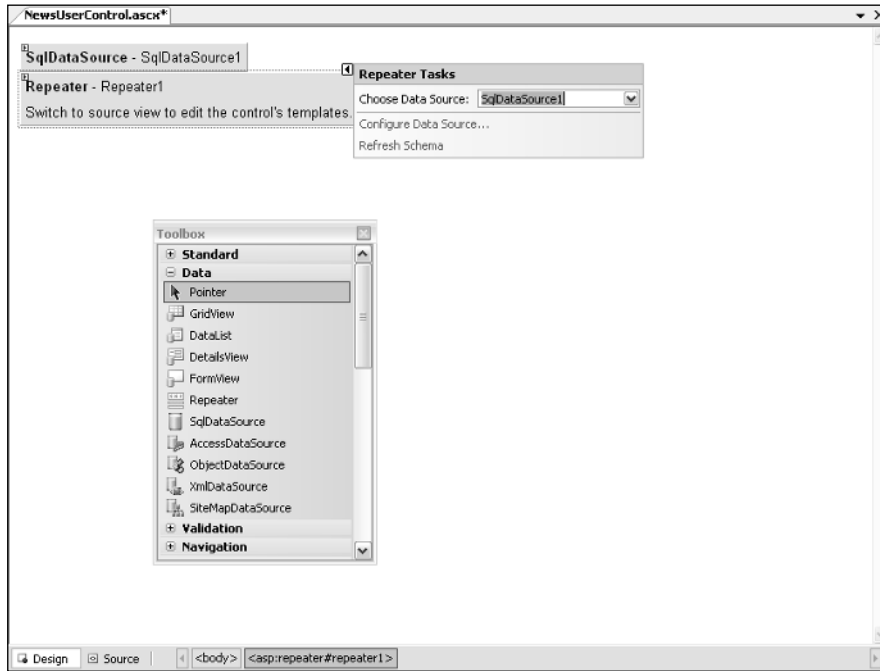 NewsUserControl.ascx*
SqlDataSource - SqlDataSource1
Repeater - Repeater1
Switch to source view to edit the control's templates.
Repeater Tasks
Choose Data Source: SqlDataSource1
Configure Data Source...
Refresh Schema
Toolbox
Standard
Data
Pointer
GridView
DataList
DetailsView
FormView
Repeater
SqlDataSource
AccessDataSource
ObjectDataSource
XmlDataSource
SiteMapDataSource
Validation
Navigation
Design Source <body> <asp:repeater#repeater1>